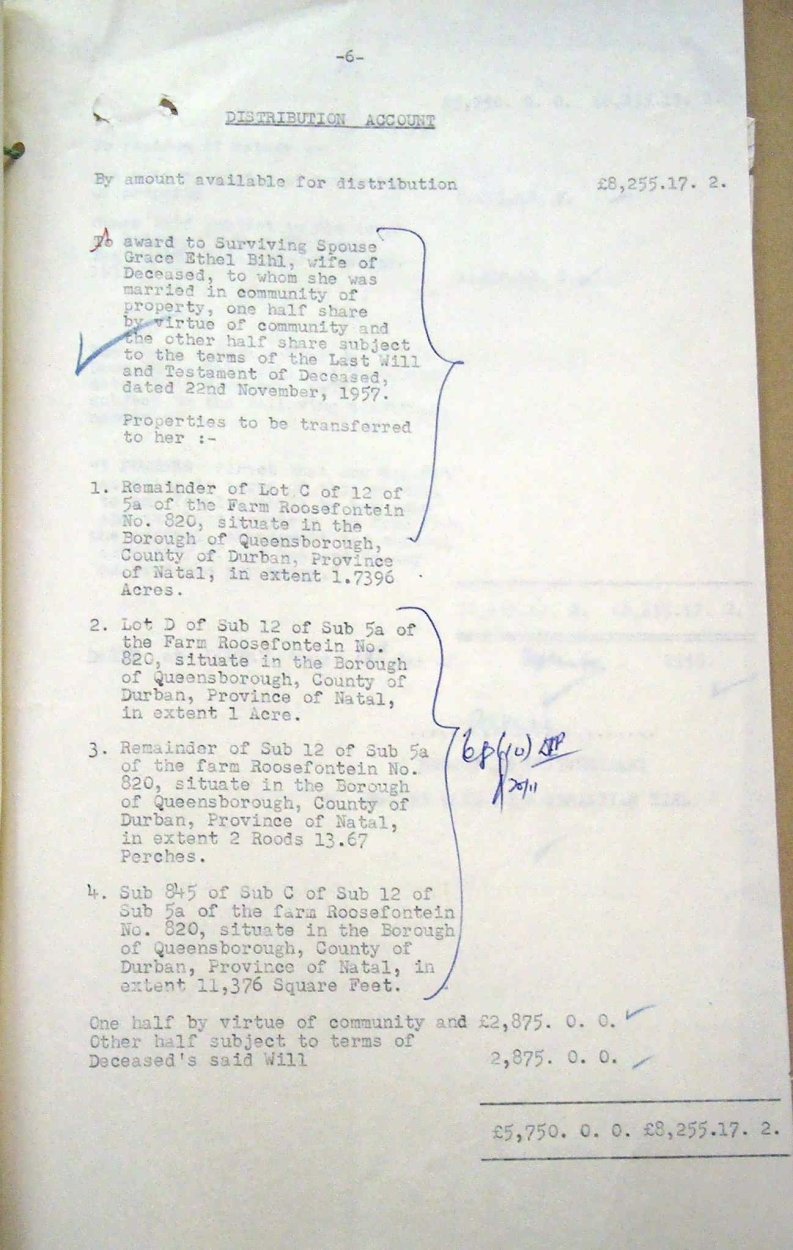 -6-
DISTRIBUTION ACCOUNT
By amount available for distribution £8,255.17. 2.
To award to Surviving Spouse
Grace Ethel Bihl, wife of
Deceased, to whom she was
married in community of
property, one half share
by virtue of community and
the other half share subject
to the terms of the Last Will
and Testament of Deceased,
dated 22nd November, 1957.
Properties to be transferred
to her :-
1. Remainder of Lot C of 12 of
5a of the Farm Roosefontein
No. 820, situate in the
Borough of Queensborough,
County of Durban, Province
of Natal, in extent 1.7396
Acres.
2. Lot D of Sub 12 of Sub 5a of
the Farm Roosefontein No.
820, situate in the Borough
of Queensborough, County of
Durban, Province of Natal,
in extent 1 Acre.
3. Remainder of Sub 12 of Sub 5a
of the farm Roosefontein No.
820, situate in the Borough
of Queensborough, County of
Durban, Province of Natal,
in extent 2 Roods 13.67
Perches.
4. Sub 845 of Sub C of Sub 12 of
Sub 5a of the farm Roosefontein
No. 820, situate in the Borough
of Queensborough, County of
Durban, Province of Natal, in
extent 11,376 Square Feet.
One half by virtue of community and £2,875. 0. 0.
Other half subject to terms of
Deceased's said Will 2,875. 0. 0.
£5,750. 0. 0. £8,255.17. 2.